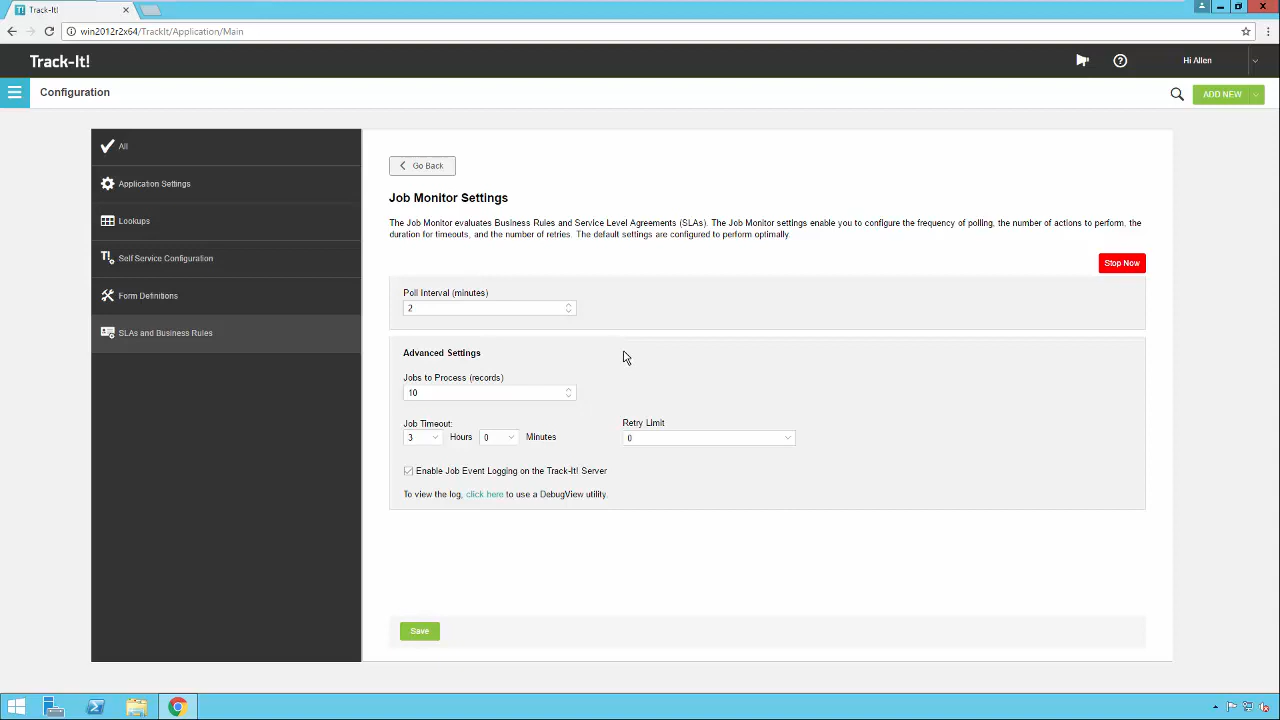 Track-It!
win2012r2x64/TrackIt/Application/Main
Track-It!
Hi Allen
Configuration
ADD NEW
All
Application Settings
Lookups
Self Service Configuration
Form Definitions
SLAs and Business Rules
Go Back
Job Monitor Settings
The Job Monitor evaluates Business Rules and Service Level Agreements (SLAs). The Job Monitor settings enable you to configure the frequency of polling, the number of actions to perform, the
duration for timeouts, and the number of retries. The default settings are configured to perform optimally.
Stop Now
Poll Interval (minutes)
2
Advanced Settings
Jobs to Process (records)
10
Job Timeout:
3 Hours 0 Minutes
Retry Limit
0
Enable Job Event Logging on the Track-It! Server
To view the log, click here to use a DebugView utility.
Save